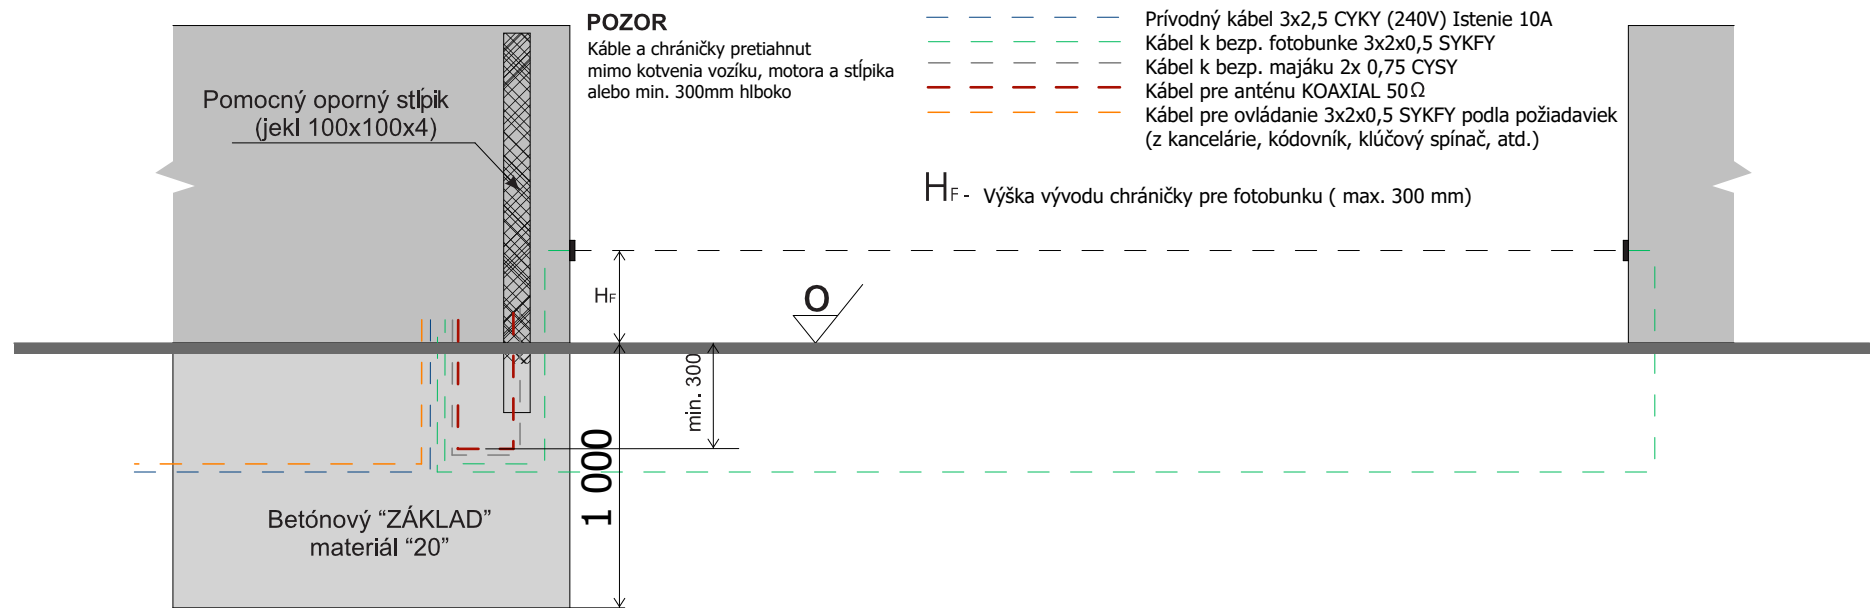 POZOR
Káble a chráničky pretiahnut
mimo kotvenia vozíku, motora a stĺpika
alebo min. 300mm hlboko
Prívodný kábel 3x2,5 CYKY (240V) Istenie 10A
Kábel k bezp. fotobunke 3x2x0,5 SYKFY
Kábel k bezp. majáku 2x 0,75 CYSY
Kábel pre anténu KOAXIAL 50Ω
Kábel pre ovládanie 3x2x0,5 SYKFY podla požiadaviek
(z kancelárie, kódovník, klúčový spínač, atd.)
HF - Výška vývodu chráničky pre fotobunku ( max. 300 mm)
Pomocný oporný stĺpik
(jekl 100x100x4)
HF
O
min. 300
1 000
Betónový “ZÁKLAD”
materiál “20”